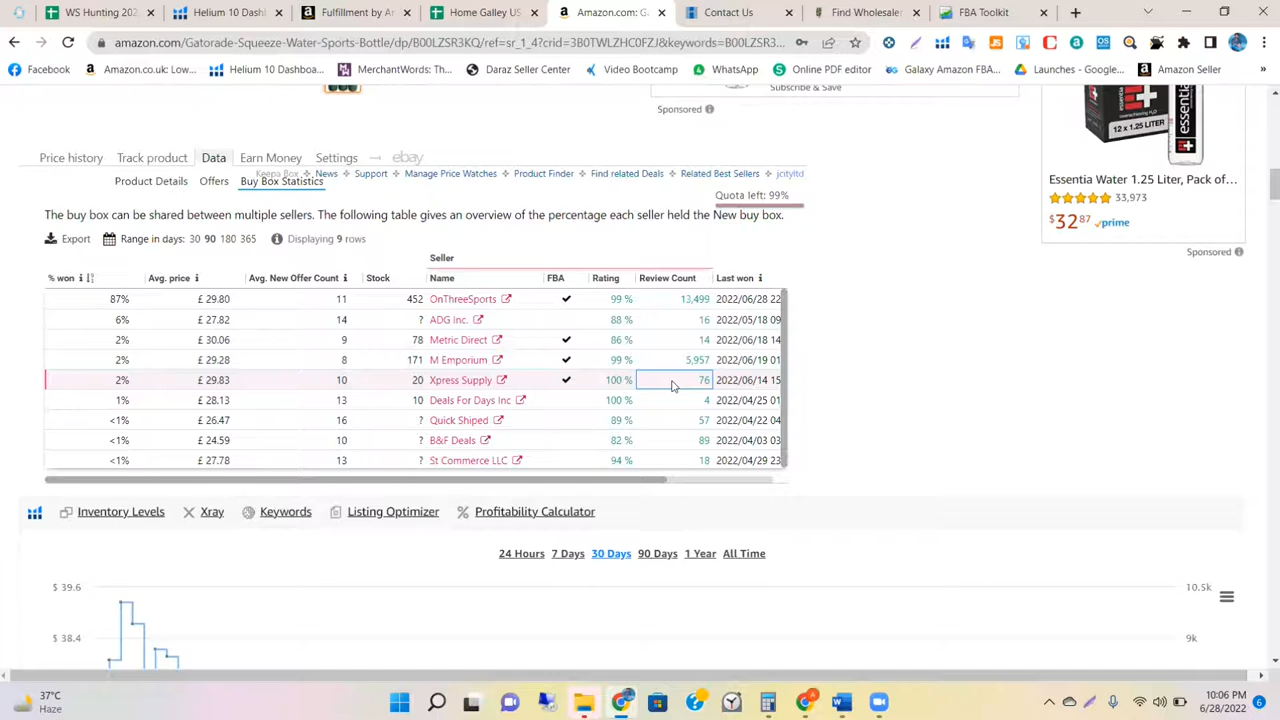 WS Hunting 202 Helium 10 Dash Fulfillment by Ar Home calley US Amazon.com: G Contact Us Find Wholesaler FBA Toolkit
amazon.com/Gatorade-Squeeze-Water-Sports-Bottle/dp/B00LZSR3KQ/ref=sr_1_4?crid=3B0TWLZHC0FZJ&keywords=B00LZSR3...
Facebook Amazon.co.uk: Low... Helium 10 Dashboa... MerchantWords: Th... Daraz Seller Center Video Bootcamp WhatsApp Online PDF editor Galaxy Amazon FBA... Launches - Google... Amazon Seller »
Subscribe & Save
Sponsored
essentia
12 x 1.25 LITER
Price history Track product Data Earn Money Settings ebay
Keepa Box News Support Manage Price Watches Product Finder Find related Deals Related Best Sellers jcityltd
Product Details Offers Buy Box Statistics
Essentia Water 1.25 Liter, Pack of...
33,973
Quota left: 99%
The buy box can be shared between multiple sellers. The following table gives an overview of the percentage each seller held the New buy box.
$32 87 prime
Export Range in days: 30 90 180 365 Displaying 9 rows
Sponsored
Seller
% won Avg. price Avg. New Offer Count Stock Name FBA Rating Review Count Last won
87% £ 29.80 11 452 OnThreeSports 99 % 13,499 2022/06/28 22
6% £ 27.82 14 ? ADG Inc. 88 % 16 2022/05/18 09
2% £ 30.06 9 78 Metric Direct 86 % 14 2022/06/18 14
2% £ 29.28 8 171 M Emporium 99 % 5,957 2022/06/19 01
2% £ 29.83 10 20 Xpress Supply 100 % 76 2022/06/14 15
1% £ 28.13 13 10 Deals For Days Inc 100 % 4 2022/04/25 01
<1% £ 26.47 16 ? Quick Shiped 89 % 57 2022/04/22 04
<1% £ 24.59 10 ? B&F Deals 82 % 89 2022/04/03 03
<1% £ 27.78 13 ? St Commerce LLC 94 % 18 2022/04/29 23
Inventory Levels Xray Keywords Listing Optimizer Profitability Calculator
24 Hours 7 Days 30 Days 90 Days 1 Year All Time
$ 39.6 10.5k
$ 38.4 9k
37°C
Haze
10:06 PM
6/28/2022
6